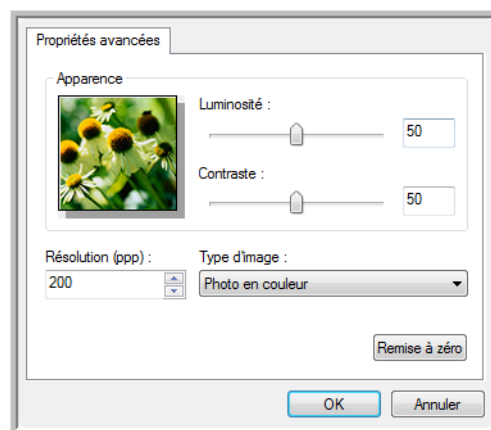 Propriétés avancées
Apparence
Luminosité :
50
Contraste :
50
Résolution (ppp) :
Type d'image :
200
Photo en couleur
Remise à zéro
OK
Annuler